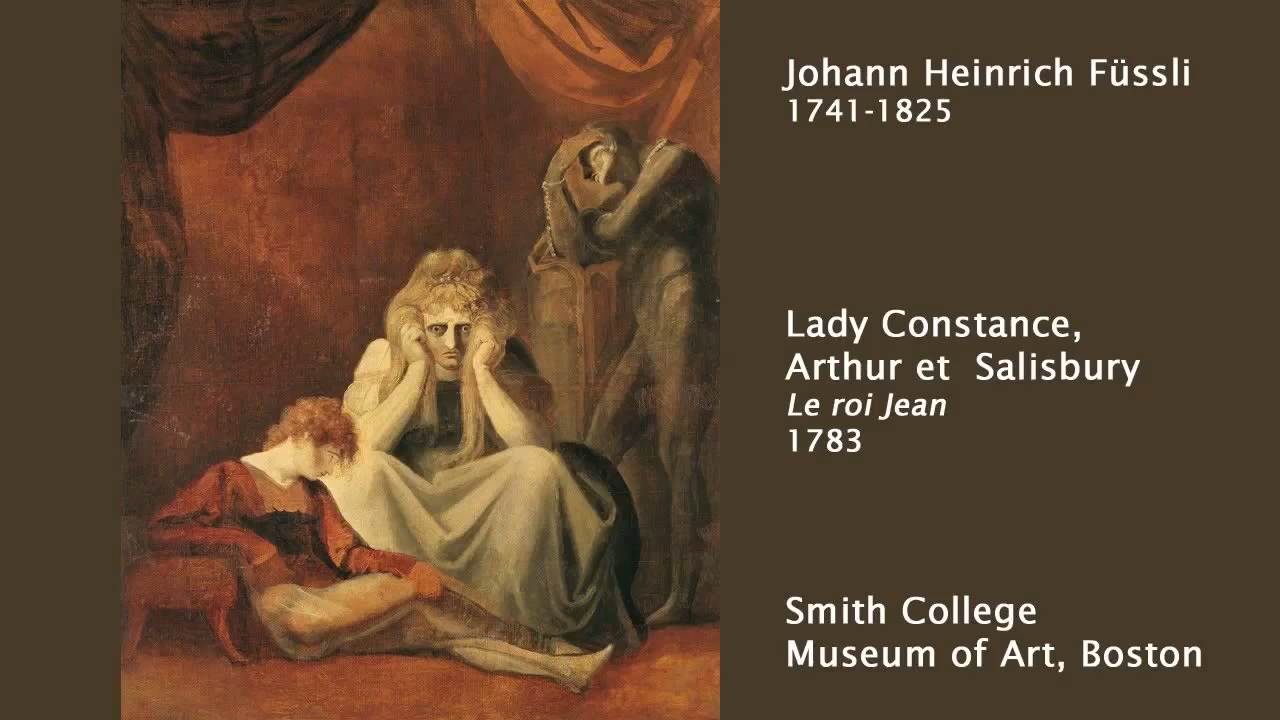 Johann Heinrich Füssli
1741-1825
Lady Constance,
Arthur et Salisbury
Le roi Jean
1783
Smith College
Museum of Art, Boston